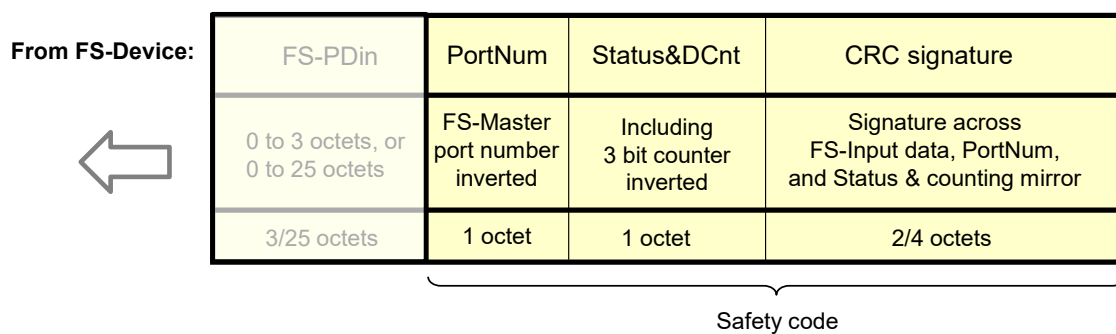 From FS-Device:
FS-PDin
PortNum
Status&DCnt
CRC signature
0 to 3 octets, or
0 to 25 octets
FS-Master
port number
inverted
Including
3 bit counter
inverted
Signature across
FS-Input data, PortNum,
and Status & counting mirror
3/25 octets
1 octet
1 octet
2/4 octets
Safety code